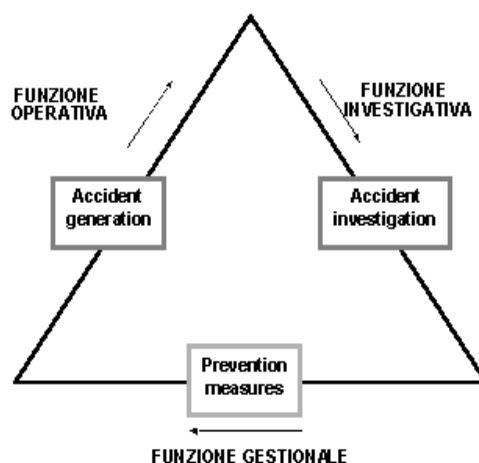 FUNZIONE
OPERATIVA
FUNZIONE
INVESTIGATIVA
Accident
generation
Accident
investigation
Prevention
measures
FUNZIONE GESTIONALE